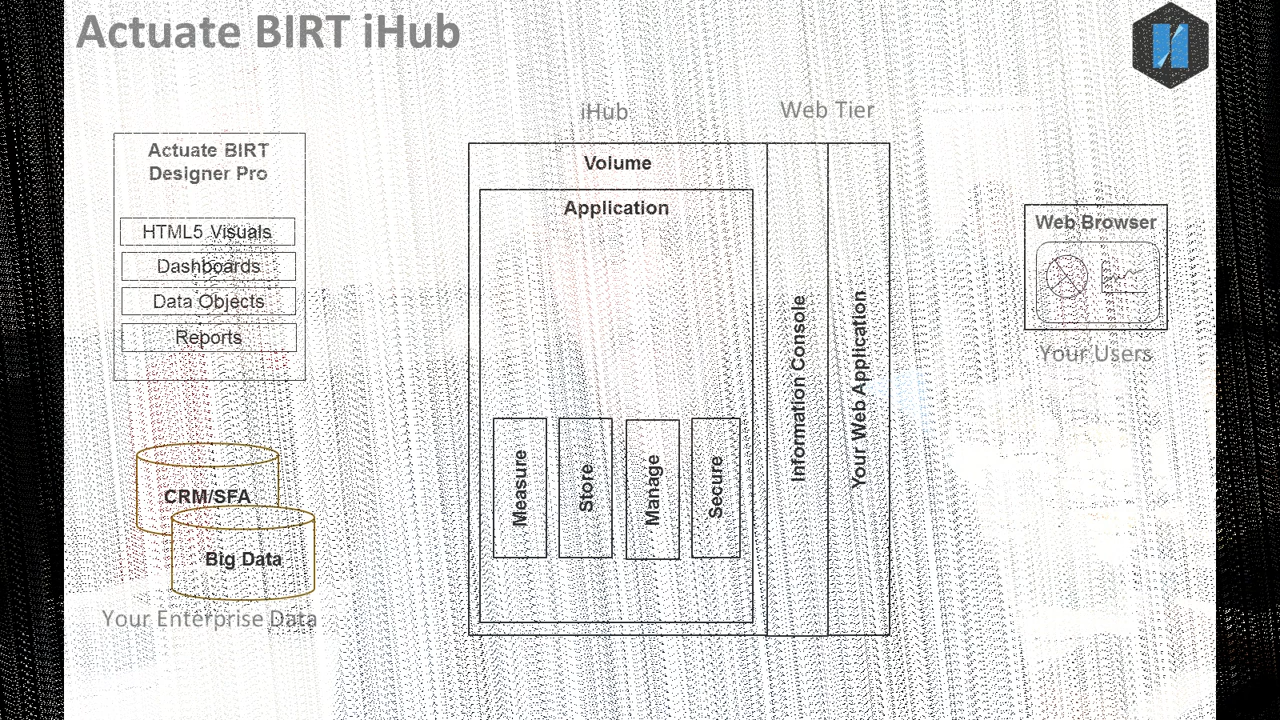 Actuate BIRT iHub
iHub
Web Tier
Actuate BIRT
Designer Pro
HTML5 Visuals
Dashboards
Data Objects
Reports
CRM/SFA
Big Data
Your Enterprise Data
Volume
Application
Measure
Store
Manage
Secure
Information Console
Your Web Application
Web Browser
Your Users